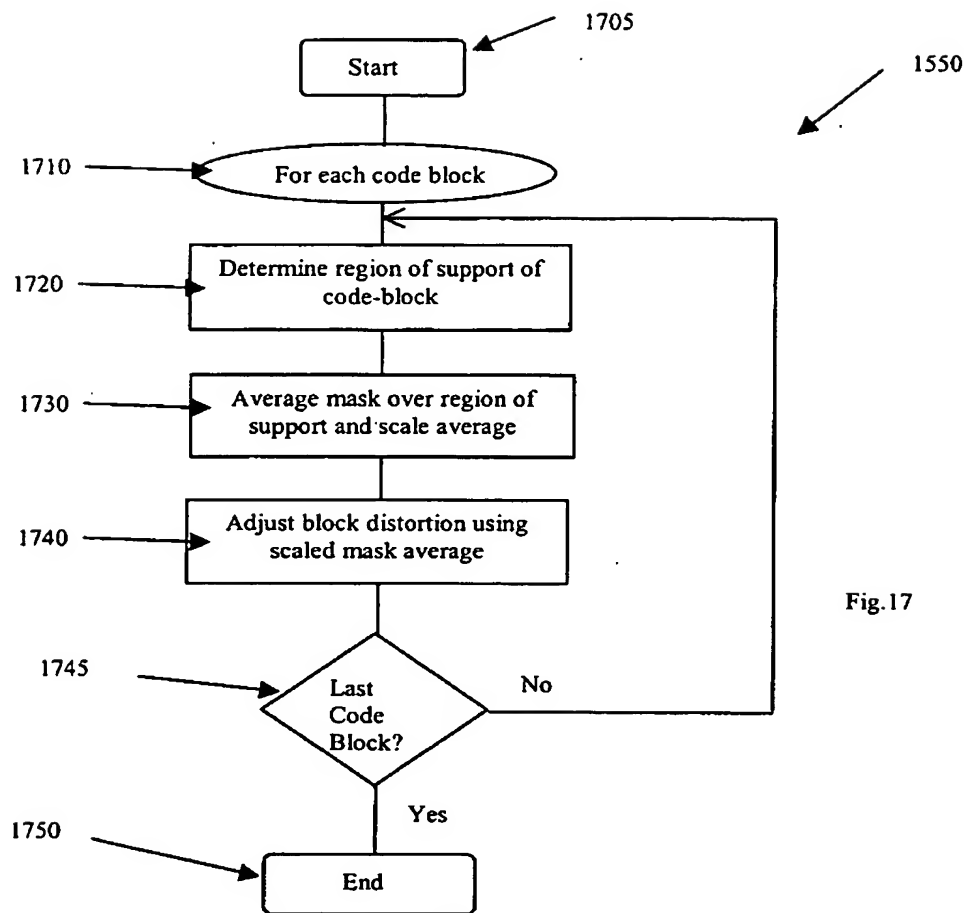 1705
Start
1550
1710
For each code block
1720
Determine region of support of
code-block
1730
Average mask over region of
support and scale average
1740
Adjust block distortion using
scaled mask average
Fig.17
1745
Last
Code
Block?
No
Yes
1750
End